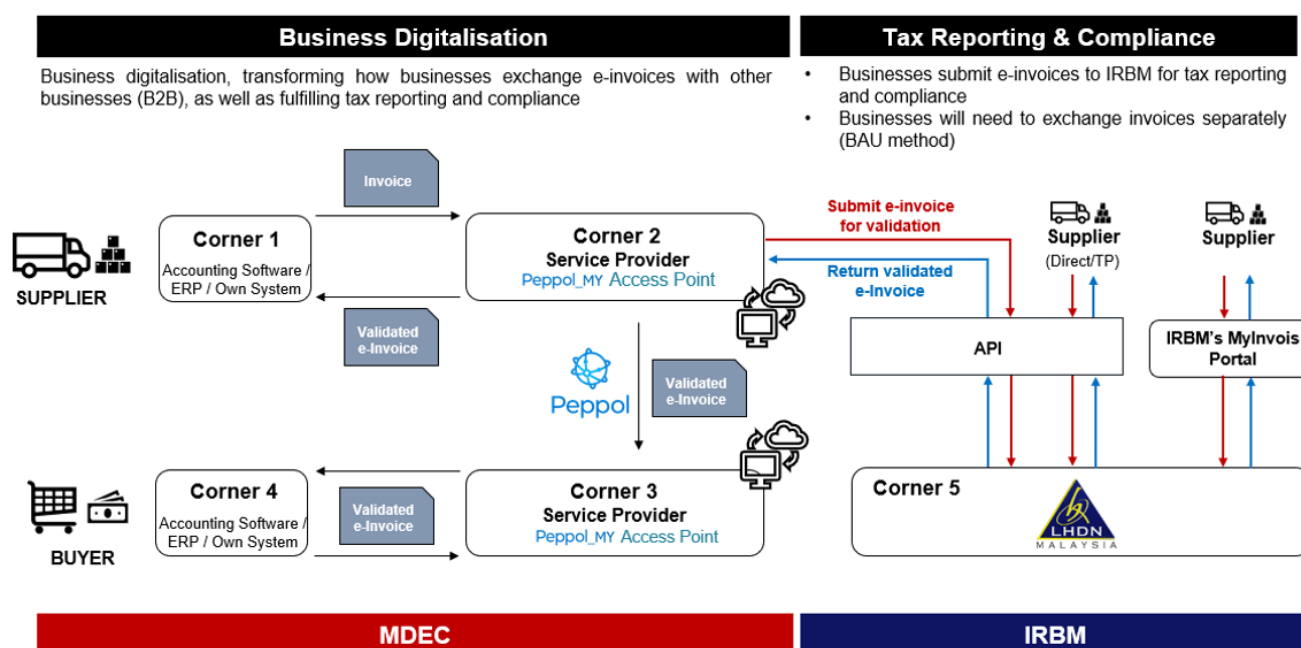 Business Digitalisation
Business digitalisation, transforming how businesses exchange e-invoices with other
businesses (B2B), as well as fulfilling tax reporting and compliance
Tax Reporting & Compliance
• Businesses submit e-invoices to IRBM for tax reporting
and compliance
• Businesses will need to exchange invoices separately
(BAU method)
SUPPLIER
Corner 1
Accounting Software /
ERP / Own System
Invoice
Validated
e-Invoice
Corner 2
Service Provider
Peppol_MY Access Point
Submit e-invoice
for validation
Return validated
e-Invoice
Supplier
(Direct/TP)
Supplier
API
IRBM's MyInvois
Portal
Peppol
Validated
e-Invoice
BUYER
Corner 4
Accounting Software /
ERP / Own System
Validated
e-Invoice
Corner 3
Service Provider
Peppol_MY Access Point
Corner 5
LHDN
MALAYSIA
MDEC
IRBM